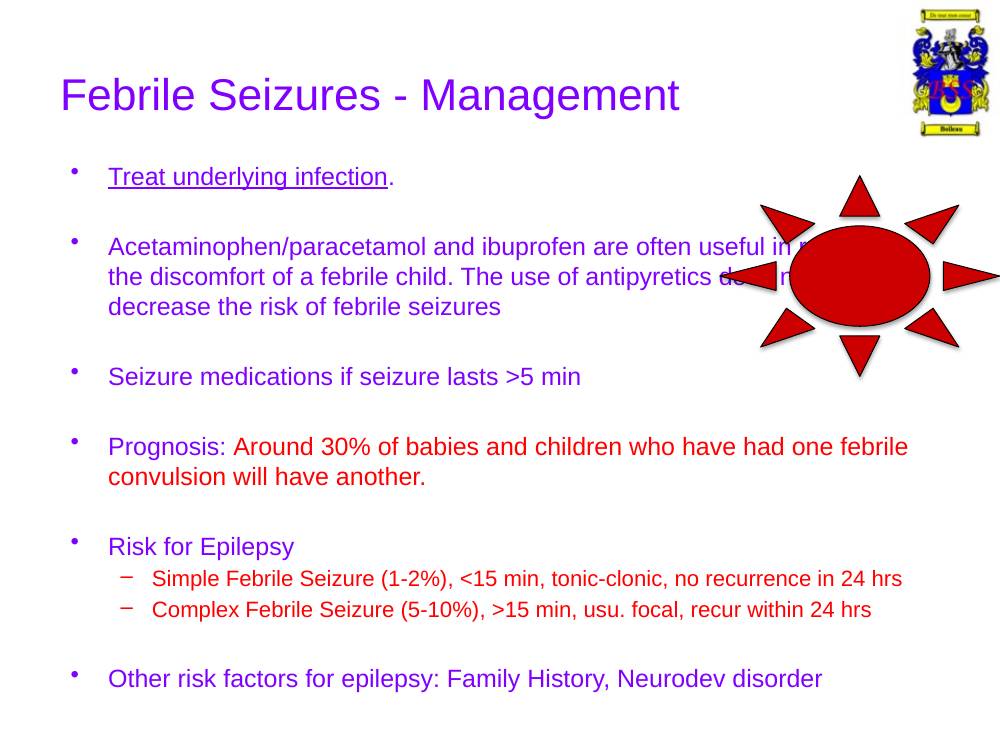 Febrile Seizures - Management
• Treat underlying infection.
• Acetaminophen/paracetamol and ibuprofen are often useful in
the discomfort of a febrile child. The use of antipyretics
decrease the risk of febrile seizures
• Seizure medications if seizure lasts >5 min
• Prognosis: Around 30% of babies and children who have had one febrile
convulsion will have another.
• Risk for Epilepsy
– Simple Febrile Seizure (1-2%), <15 min, tonic-clonic, no recurrence in 24 hrs
– Complex Febrile Seizure (5-10%), >15 min, usu. focal, recur within 24 hrs
• Other risk factors for epilepsy: Family History, Neurodev disorder
Boileau